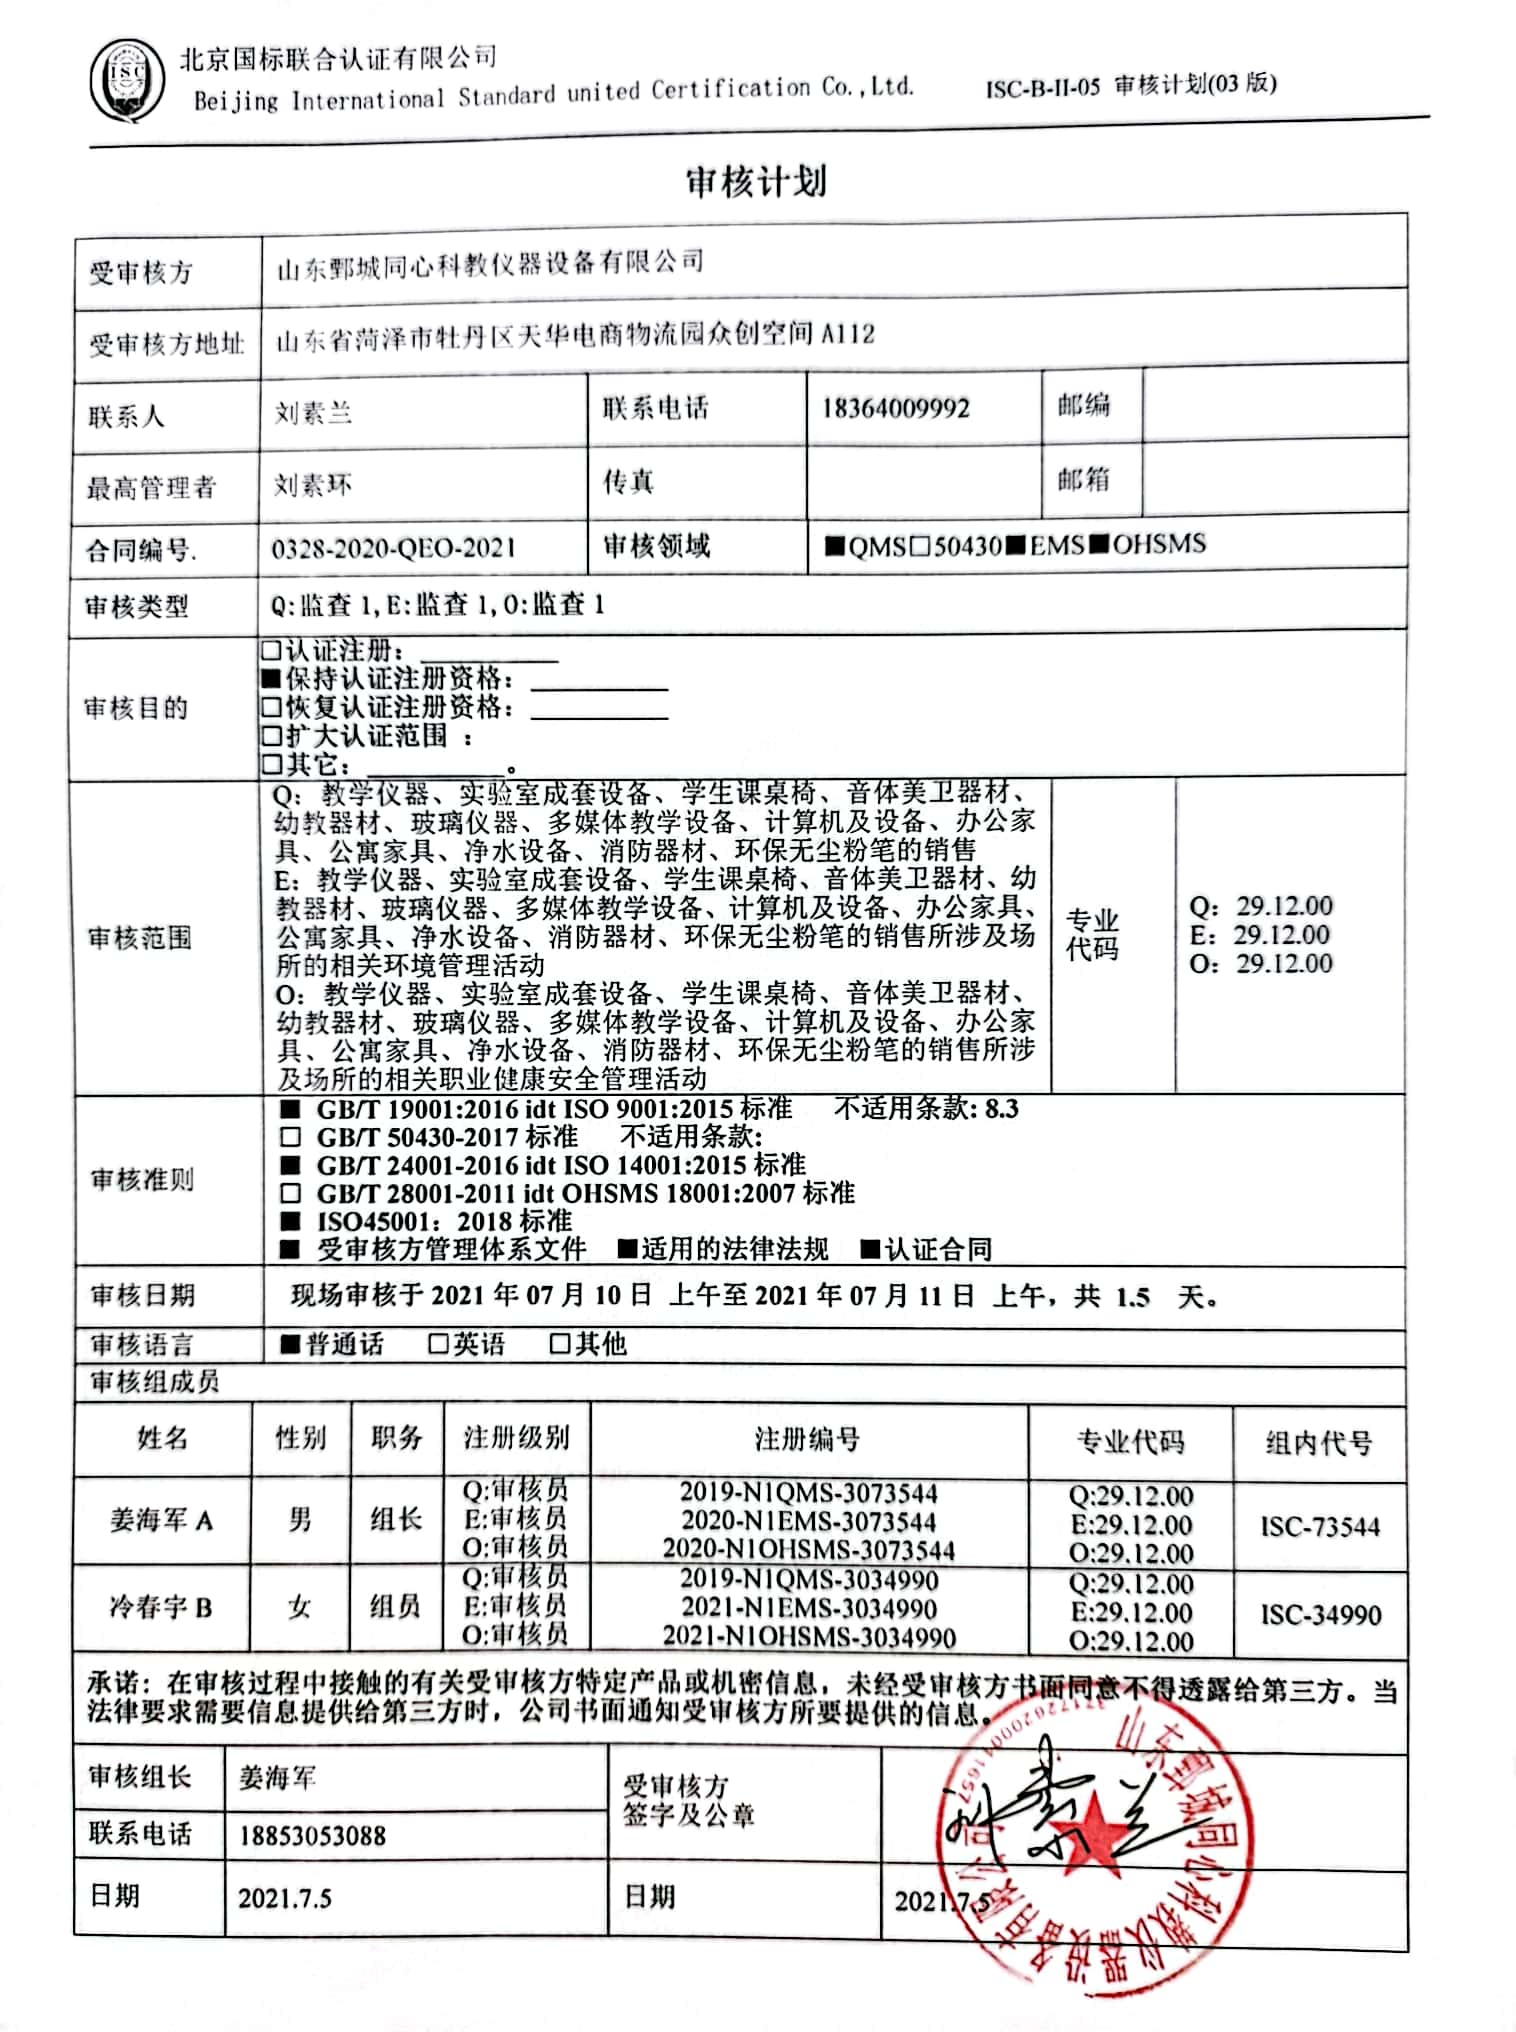 北京国标联合认证有限公司
Beijing International Standard united Certification Co.,Ltd. ISC-B-II-05 审核计划(03 版)
审核计划
受审核方 山东鄄城同心科教仪器设备有限公司
受审核方地址 山东省菏泽市牡丹区天华电商物流园众创空间 A112
联系人 刘素兰 联系电话 18364009992 邮编
最高管理者 刘素环 传真 邮箱
合同编号. 0328-2020-QEO-2021 审核领域 ■QMS□50430■EMS■OHSMS
审核类型 Q:监查 1,E:监查 1,O:监查 1
审核目的
□认证注册：
■保持认证注册资格：
□恢复认证注册资格：
□扩大认证范围 ：
□其它：。
审核范围
Q：教学仪器、实验室成套设备、学生课桌椅、音体美卫器材、
幼教器材、玻璃仪器、多媒体教学设备、计算机及设备、办公家
具、公寓家具、净水设备、消防器材、环保无尘粉笔的销售
E：教学仪器、实验室成套设备、学生课桌椅、音体美卫器材、幼
教器材、玻璃仪器、多媒体教学设备、计算机及设备、办公家具、
公寓家具、净水设备、消防器材、环保无尘粉笔的销售所涉及场
所的相关环境管理活动
O：教学仪器、实验室成套设备、学生课桌椅、音体美卫器材、
幼教器材、玻璃仪器、多媒体教学设备、计算机及设备、办公家
具、公寓家具、净水设备、消防器材、环保无尘粉笔的销售所涉
及场所的相关职业健康安全管理活动
专业
代码
Q：29.12.00
E：29.12.00
O：29.12.00
审核准则
■ GB/T 19001:2016 idt ISO 9001:2015 标准 不适用条款: 8.3
□ GB/T 50430-2017 标准 不适用条款:
■ GB/T 24001-2016 idt ISO 14001:2015 标准
□ GB/T 28001-2011 idt OHSMS 18001:2007 标准
■ ISO45001：2018 标准
■ 受审核方管理体系文件 ■适用的法律法规 ■认证合同
审核日期 现场审核于 2021 年 07 月 10 日 上午至 2021 年 07 月 11 日 上午，共 1.5 天。
审核语言 ■普通话 □英语 □其他
审核组成员
姓名 性别 职务 注册级别 注册编号 专业代码 组内代号
姜海军 A 男 组长
Q:审核员 2019-N1QMS-3073544 Q:29.12.00
E:审核员 2020-N1EMS-3073544 E:29.12.00
O:审核员 2020-N1OHSMS-3073544 O:29.12.00
ISC-73544
冷春宇 B 女 组员
Q:审核员 2019-N1QMS-3034990 Q:29.12.00
E:审核员 2021-N1EMS-3034990 E:29.12.00
O:审核员 2021-N1OHSMS-3034990 O:29.12.00
ISC-34990
承诺：在审核过程中接触的有关受审核方特定产品或机密信息，未经受审核方书面同意不得透露给第三方。当
法律要求需要信息提供给第三方时，公司书面通知受审核方所要提供的信息。
审核组长 姜海军
受审核方
签字及公章
刘素兰
联系电话 18853053088
日期 2021.7.5 日期 2021.7.5
山东鄄城同心科教仪器设备有限公司
371726200011657